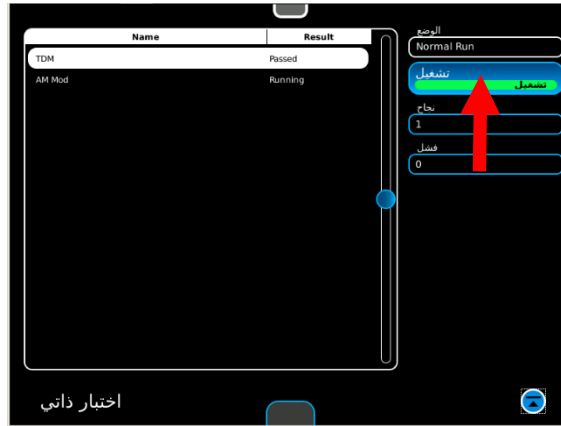 Name Result
TDM Passed
AM Mod Running
الوضع
Normal Run
تشغيل
تشغيل
نجاح
1
فشل
0
اختبار ذاتي